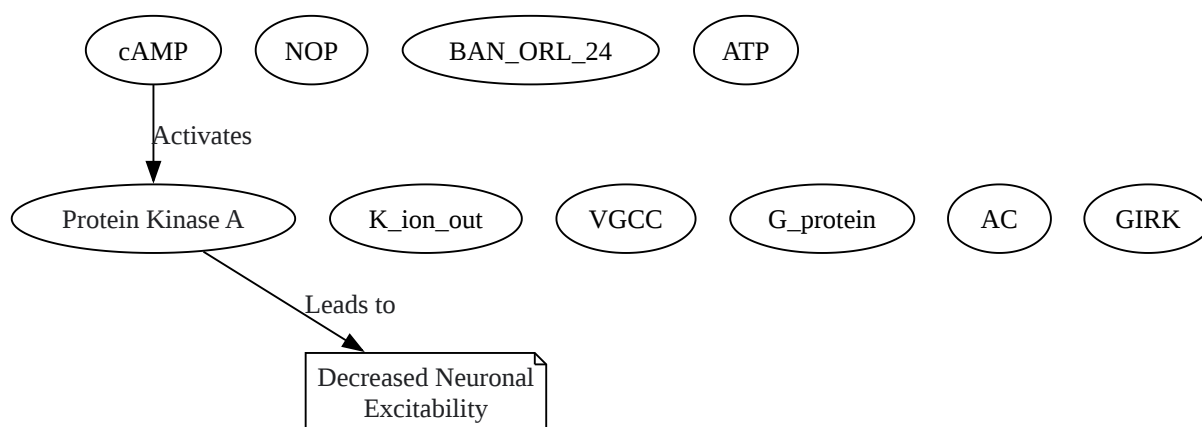 cAMP
NOP
BAN_ORL_24
ATP
Activates
Protein Kinase A
K_ion_out
VGCC
G_protein
AC
GIRK
Leads to
Decreased Neuronal
Excitability